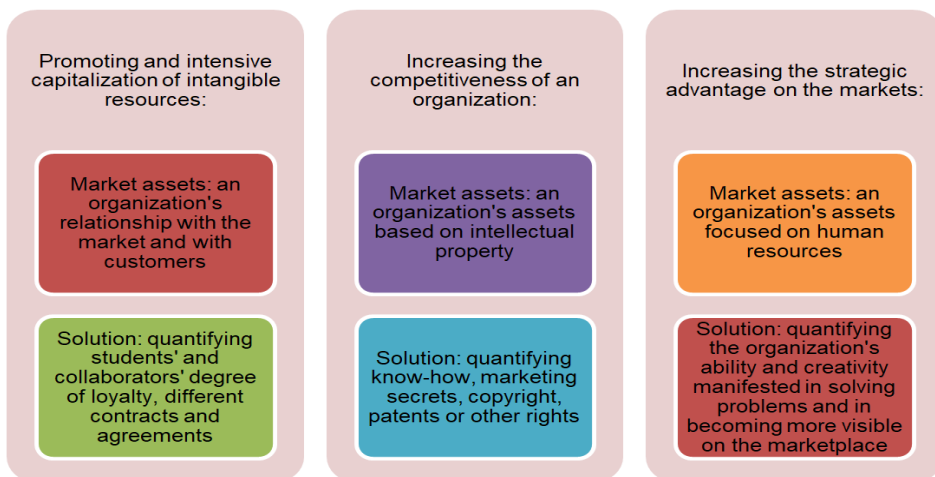 Promoting and intensive
capitalization of intangible
resources:
Market assets: an
organization's
relationship with the
market and with
customers
Solution: quantifying
students' and
collaborators' degree
of loyalty, different
contracts and
agreements
Increasing the
competitiveness of an
organization:
Market assets: an
organization's assets
based on intellectual
property
Solution: quantifying
know-how, marketing
secrets, copyright,
patents or other rights
Increasing the strategic
advantage on the markets:
Market assets: an
organization's assets
focused on human
resources
Solution: quantifying
the organization's
ability and creativity
manifested in solving
problems and in
becoming more visible
on the marketplace